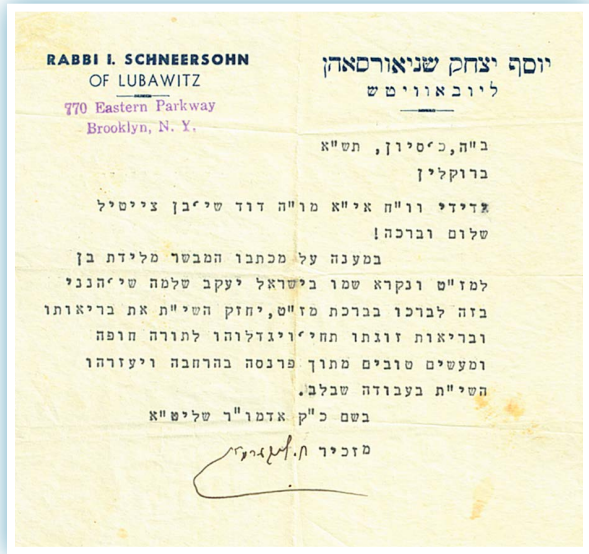 RABBI I. SCHNEERSOHN
OF LUBAWITZ
770 Eastern Parkway
Brooklyn, N. Y.
יוסף יצחק שניאורסאהן
ליובאוויטש
ב"ה, כ' סיון, תש"א
ברוקלין
ידידי וו"ח אי"א מו"ה דוד שי' בן צייטיל
שלום וברכה!
במענה על מכתבו המבשר מלידת בן
למז"ט ונקרא שמו בישראל יעקב שלמה שי' הנני
בזה לברכו בברכת מז"ט, יחזק השי"ת את בריאותו
ובריאות זוגתו תחי' ויגדלוהו לתורה חופה
ומעשים טובים מתוך פרנסה בהרחבה ויעזרהו
השי"ת בעבודה שבלב.
בשם כ"ק אדמו"ר שליט"א
מזכיר